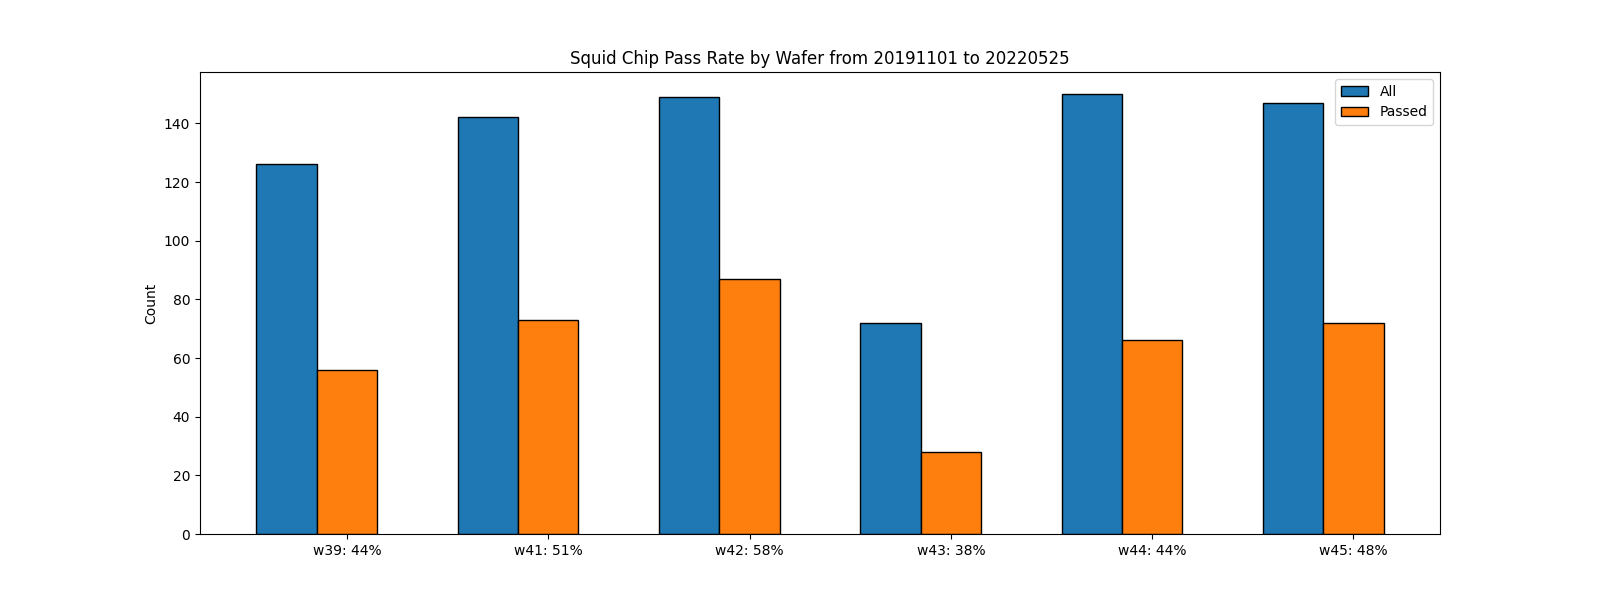 Squid Chip Pass Rate by Wafer from 20191101 to 20220525
All
Passed
Count
140
120
100
80
60
40
20
0
w39: 44%
w41: 51%
w42: 58%
w43: 38%
w44: 44%
w45: 48%